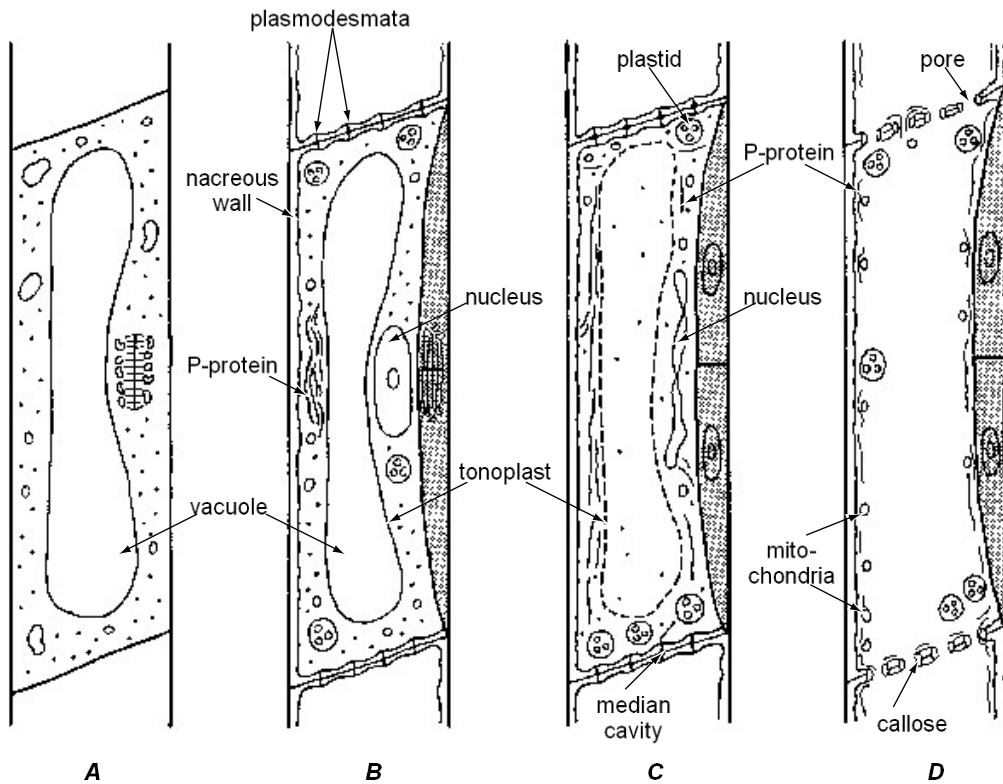 plasmodesmata
plastid
pore
P-protein
nacreous
wall
nucleus
nucleus
P-protein
tonoplast
vacuole
mito-
chondria
median
cavity
callose
A
B
C
D